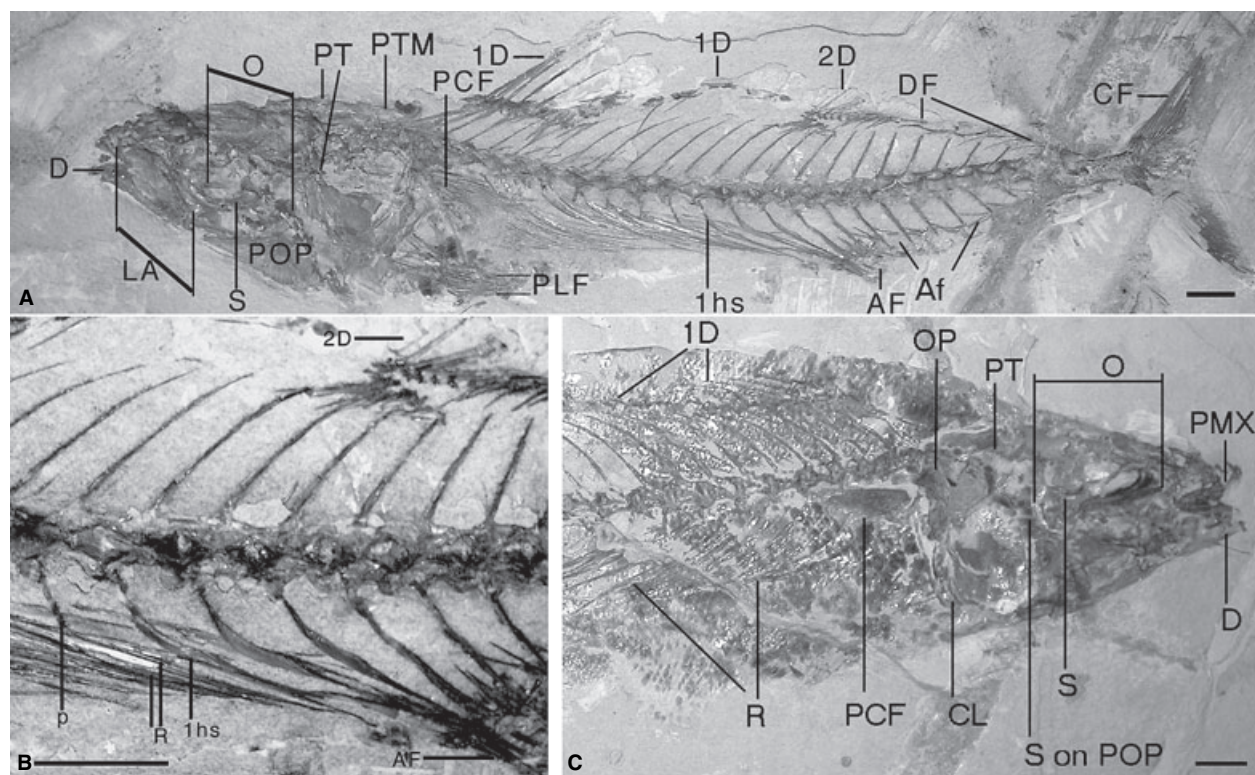 O
PT
PTM
1D
PCF
1D
2D
DF
CF
D
LA
S
POP
PLF
1hs
AF
Af
A
2D
p
R
1hs
AF
B
1D
OP
PT
O
PMX
D
S
R
PCF
CL
S on POP
C